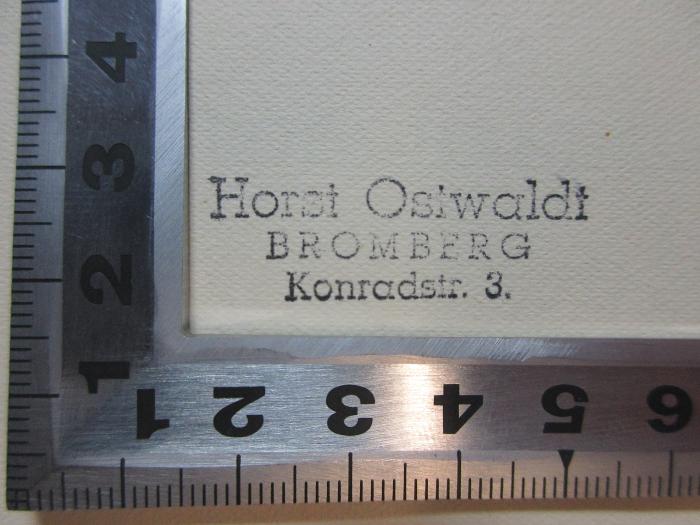 Horst Ostwaldt
BROMBERG
Konradstr. 3.
4
3
2
1
1 2 3 4 5 6